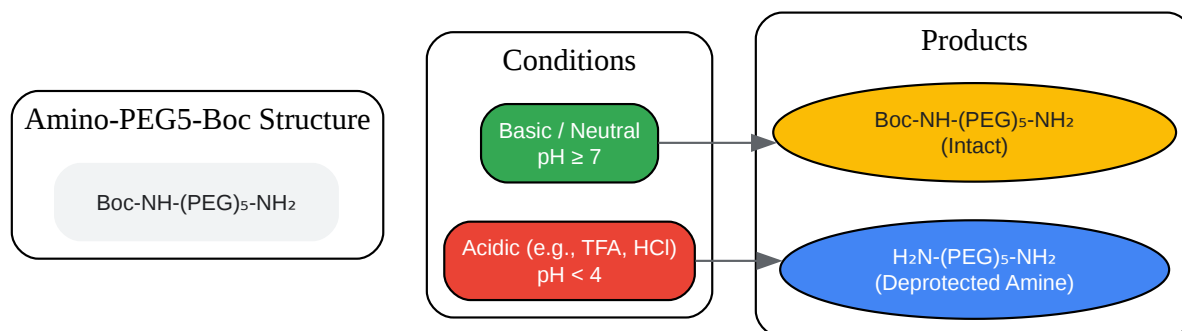 Amino-PEG5-Boc Structure
Boc-NH-(PEG)₅-NH₂
Conditions
Basic / Neutral
pH ≥ 7
Acidic (e.g., TFA, HCl)
pH < 4
Products
Boc-NH-(PEG)₅-NH₂
(Intact)
H₂N-(PEG)₅-NH₂
(Deprotected Amine)